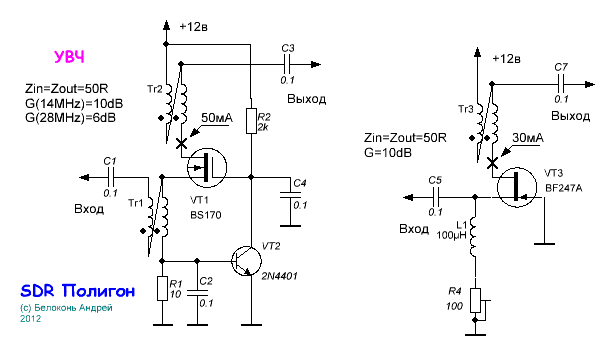 УВЧ
Zin=Zout=50R
G(14MHz)=10dB
G(28MHz)=6dB
+12в
Tr2
C3
0.1
Выход
50мА
R2
2k
C1
0.1
Вход
Tr1
VT1
BS170
C4
0.1
VT2
2N4401
R1
10
C2
0.1
SDR Полигон
(с) Белоконь Андрей
2012
+12в
Tr3
C7
0.1
Выход
Zin=Zout=50R
G=10dB
30мА
VT3
BF247A
C5
0.1
Вход
L1
100µH
R4
100